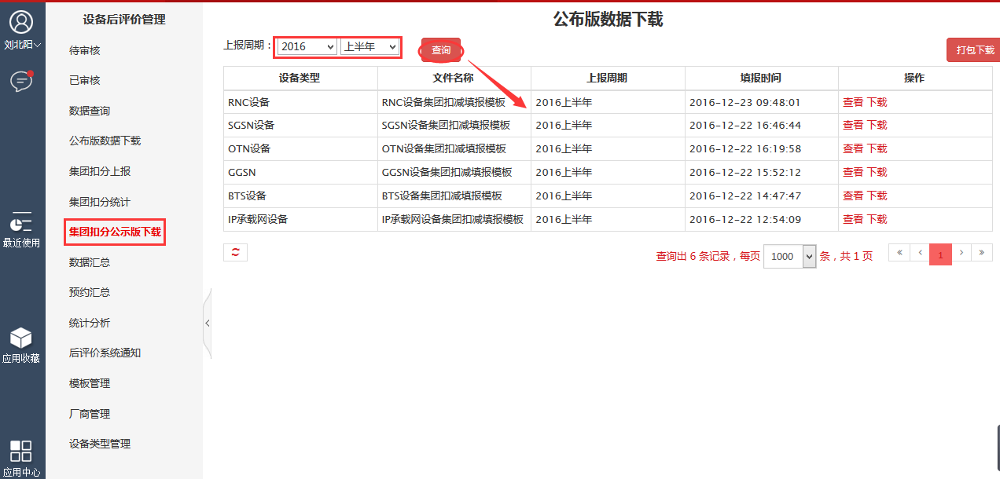 刘北阳
最近使用
应用收藏
应用中心
设备后评价管理
待审核
已审核
数据查询
公布版数据下载
集团扣分上报
集团扣分统计
集团扣分公示版下载
数据汇总
预约汇总
统计分析
后评价系统通知
模板管理
厂商管理
设备类型管理
公布版数据下载
上报周期： 2016 上半年 查询
打包下载
设备类型 文件名称 上报周期 填报时间 操作
RNC设备 RNC设备集团扣减填报模板 2016上半年 2016-12-23 09:48:01 查看 下载
SGSN设备 SGSN设备集团扣减填报模板 2016上半年 2016-12-22 16:46:44 查看 下载
OTN设备 OTN设备集团扣减填报模板 2016上半年 2016-12-22 16:19:58 查看 下载
GGSN GGSN设备集团扣减填报模板 2016上半年 2016-12-22 15:52:12 查看 下载
BTS设备 BTS设备集团扣减填报模板 2016上半年 2016-12-22 14:47:47 查看 下载
IP承载网设备 IP承载网设备集团扣减填报模板 2016上半年 2016-12-22 12:54:09 查看 下载
查询出 6 条记录，每页 1000 条，共 1 页 « ‹ 1 › »